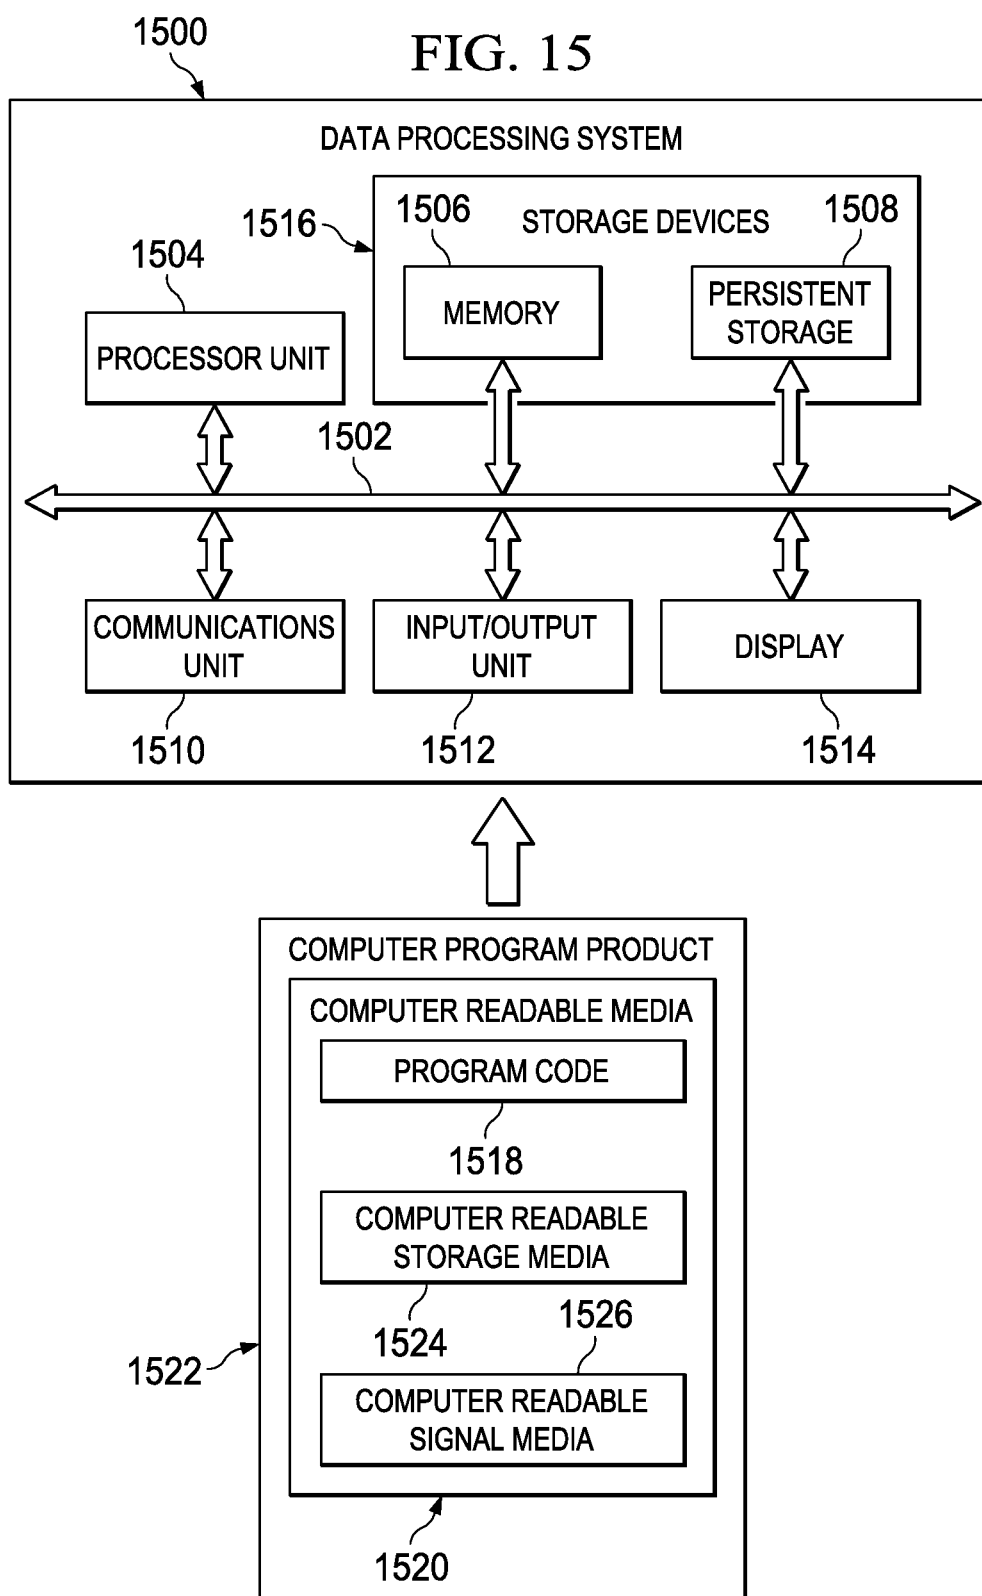 1500
FIG. 15
DATA PROCESSING SYSTEM
1516
1506
STORAGE DEVICES
1508
1504
MEMORY
PERSISTENT
STORAGE
PROCESSOR UNIT
1502
COMMUNICATIONS
UNIT
INPUT/OUTPUT
UNIT
DISPLAY
1510
1512
1514
COMPUTER PROGRAM PRODUCT
COMPUTER READABLE MEDIA
PROGRAM CODE
1518
COMPUTER READABLE
STORAGE MEDIA
1524
1526
1522
COMPUTER READABLE
SIGNAL MEDIA
1520